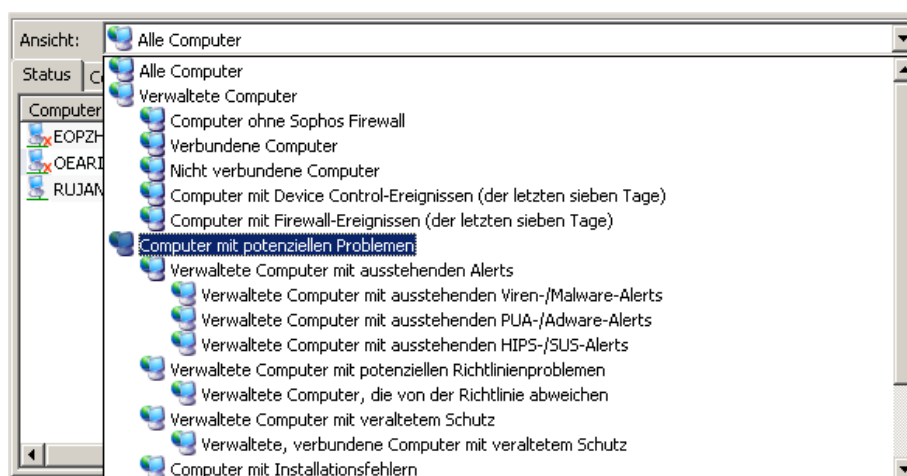 Ansicht: Alle Computer
Status
Alle Computer
Verwaltete Computer
Computer
Computer ohne Sophos Firewall
EOPZH
Verbundene Computer
OEARI
Nicht verbundene Computer
RUJAN
Computer mit Device Control-Ereignissen (der letzten sieben Tage)
Computer mit Firewall-Ereignissen (der letzten sieben Tage)
Computer mit potenziellen Problemen
Verwaltete Computer mit ausstehenden Alerts
Verwaltete Computer mit ausstehenden Viren-/Malware-Alerts
Verwaltete Computer mit ausstehenden PUA-/Adware-Alerts
Verwaltete Computer mit ausstehenden HIPS-/SUS-Alerts
Verwaltete Computer mit potenziellen Richtlinienproblemen
Verwaltete Computer, die von der Richtlinie abweichen
Verwaltete Computer mit veraltetem Schutz
Verwaltete, verbundene Computer mit veraltetem Schutz
Computer mit Installationsfehlern